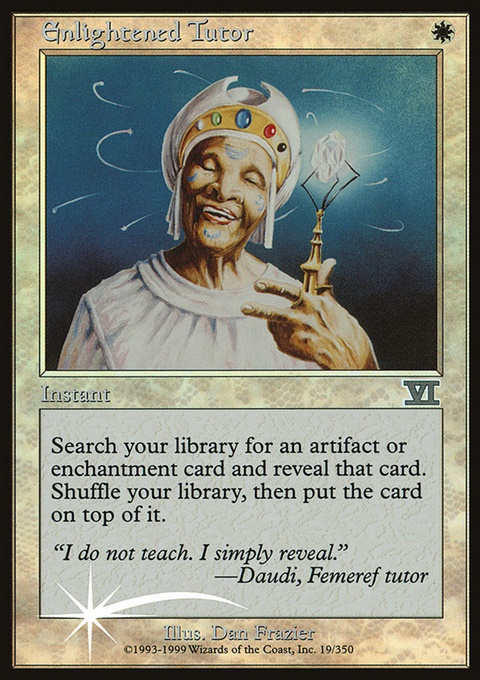 Enlightened Tutor
Instant
VI
Search your library for an artifact or
enchantment card and reveal that card.
Shuffle your library, then put the card
on top of it.
“I do not teach. I simply reveal.”
—Daudi, Femeref tutor
Illus. Dan Frazier
©1993-1999 Wizards of the Coast, Inc. 19/350